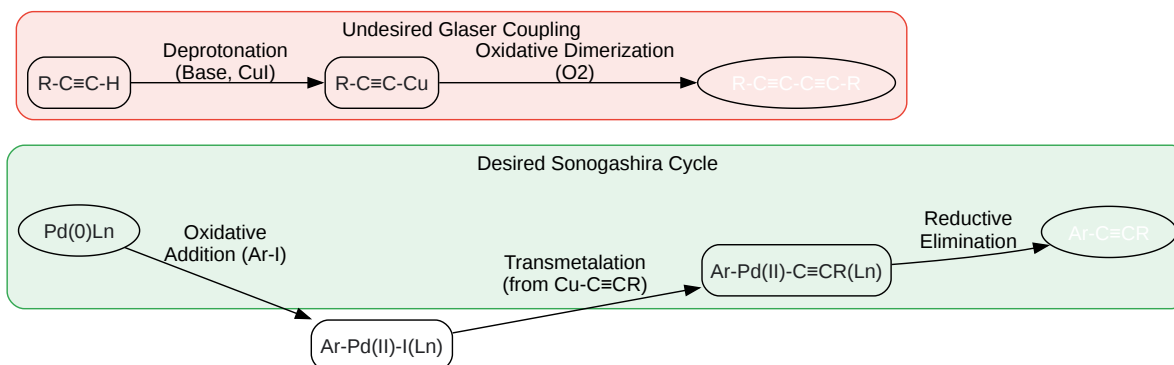 Undesired Glaser Coupling
R-C≡C-H
Deprotonation
(Base, CuI)
R-C≡C-Cu
Oxidative Dimerization
(O2)
R-C≡C-C≡C-R
Desired Sonogashira Cycle
Pd(0)Ln
Oxidative
Addition (Ar-I)
Ar-Pd(II)-I(Ln)
Transmetalation
(from Cu-C≡CR)
Ar-Pd(II)-C≡CR(Ln)
Reductive
Elimination
Ar-C≡CR